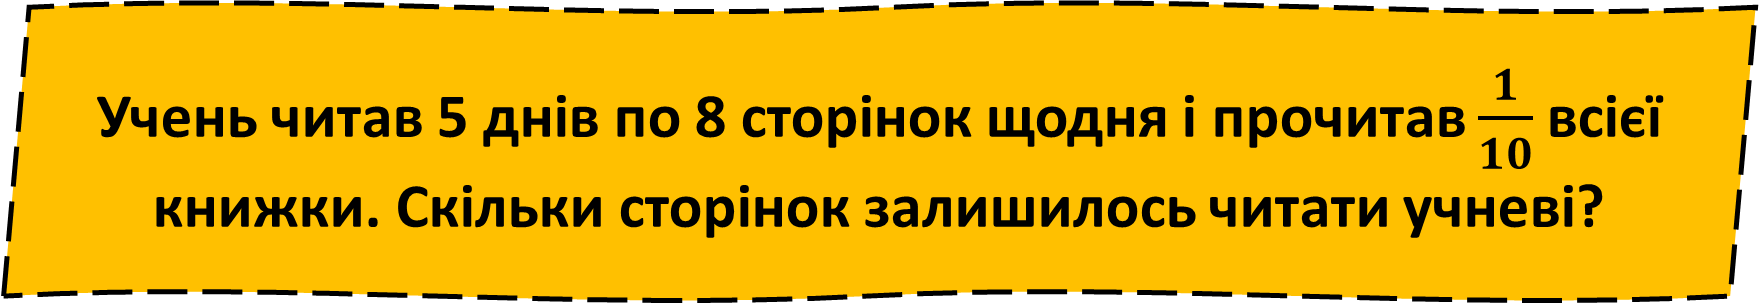 Учень читав 5 днів по 8 сторінок щодня і прочитав 1/10 всієї
книжки. Скільки сторінок залишилось читати учневі?